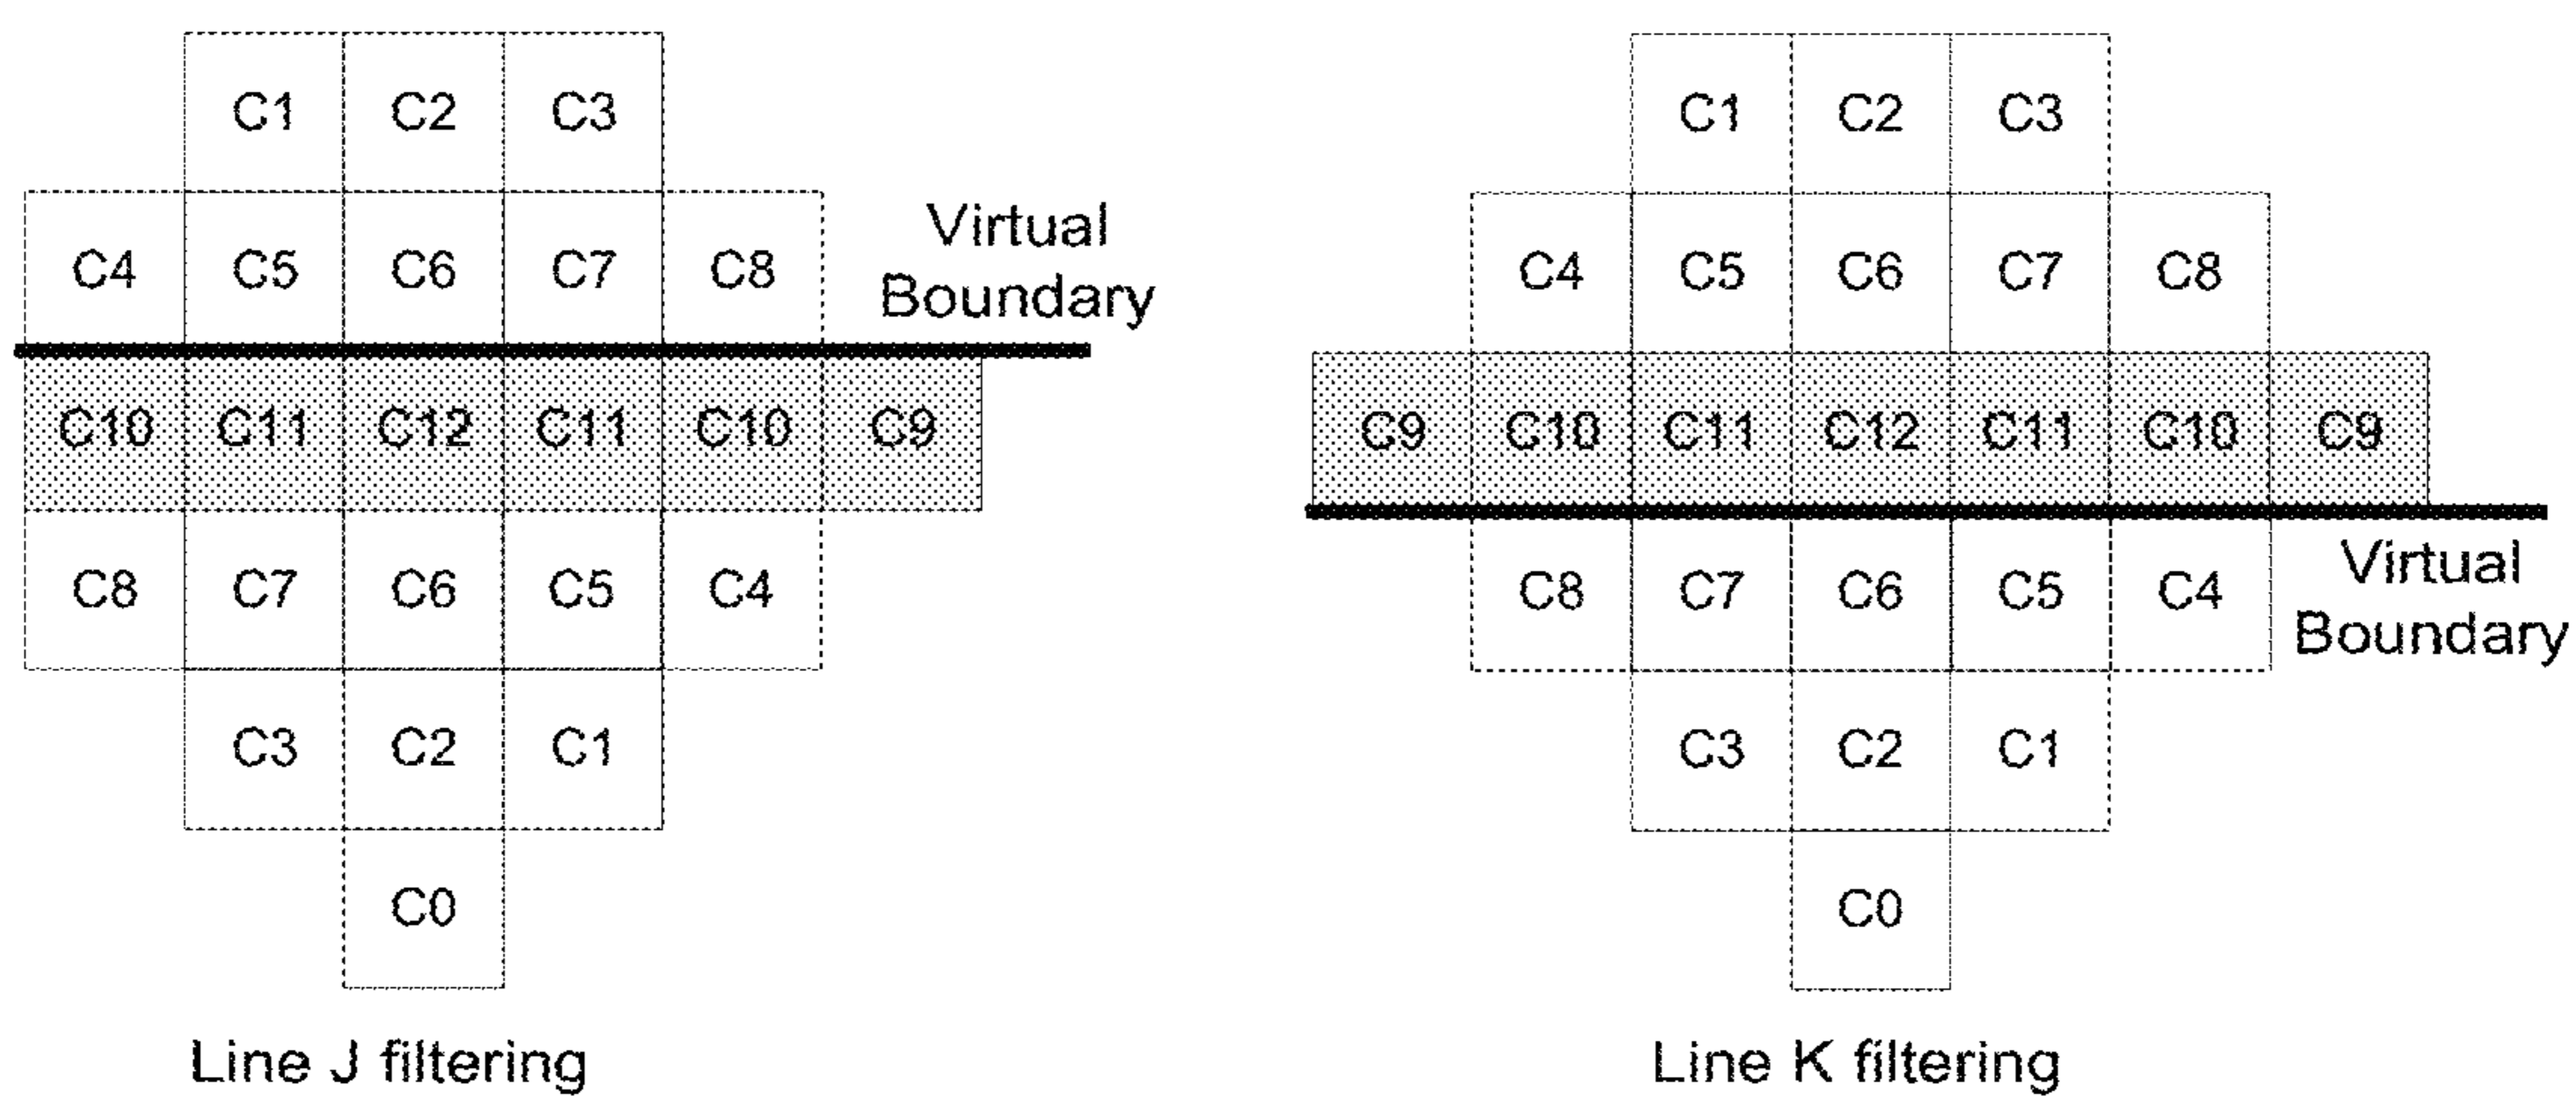 C1 C2 C3
C4 C5 C6 C7 C8
Virtual
Boundary
C10 C11 C12 C11 C10 C9
C8 C7 C6 C5 C4
C3 C2 C1
C0
Line J filtering
C1 C2 C3
C4 C5 C6 C7 C8
C9 C10 C11 C12 C11 C10 C9
C8 C7 C6 C5 C4
Virtual
Boundary
C3 C2 C1
C0
Line K filtering